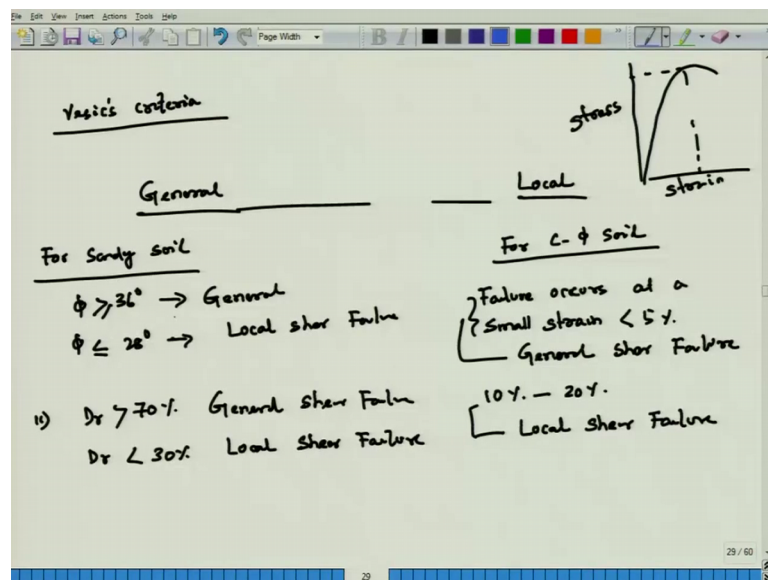 File Edit View Insert Actions Tools Help
Page Width
B I
Vesic's criteria
stress
strain
General
Local
For Sandy soil
ϕ ⩾ 36° → General
ϕ ≤ 28° → Local shear Failure
ii) Dr > 70%. General Shear Failure
Dr < 30% Local Shear Failure
For C-ϕ Soil
Failure occurs at a
Small strain < 5%.
General Shear Failure
10%. — 20%.
Local Shear Failure
29 / 60
29